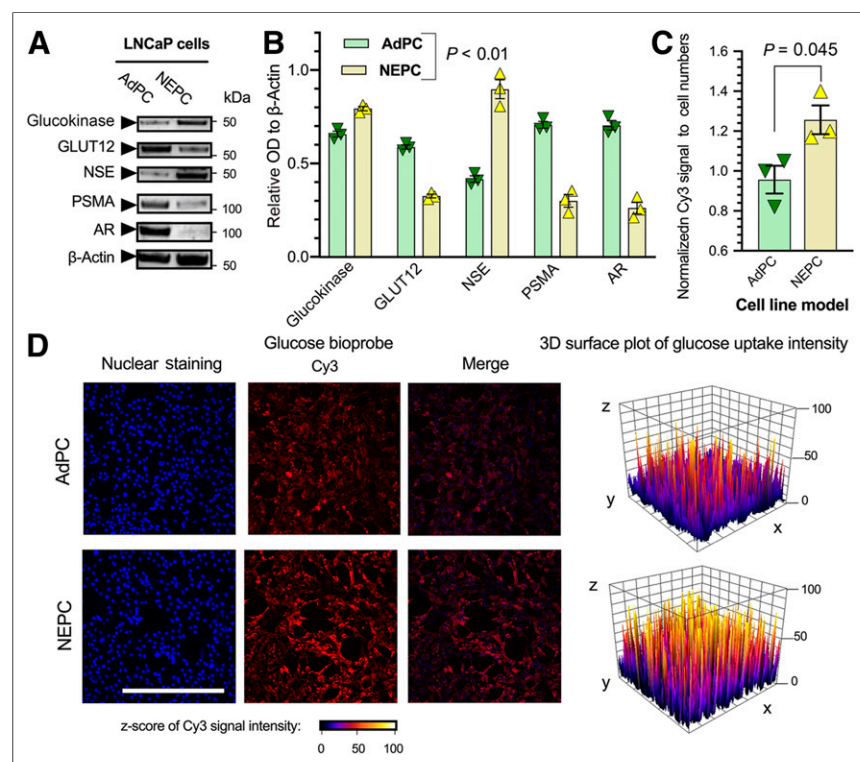 A
LNCaP cells
AdPC
NEPC
kDa
Glucokinase
50
GLUT12
50
NSE
50
PSMA
100
AR
100
β-Actin
50
B
AdPC
NEPC
P < 0.01
Relative OD to β-Actin
1.0
0.5
0.0
Glucokinase
GLUT12
NSE
PSMA
AR
C
P = 0.045
Normalizedn Cy3 signal to cell numbers
1.6
1.4
1.2
1.0
0.8
0.6
AdPC
NEPC
Cell line model
D
Glucose bioprobe
3D surface plot of glucose uptake intensity
Nuclear staining
Cy3
Merge
AdPC
z
100
50
0
y
x
NEPC
z
100
50
0
y
x
z-score of Cy3 signal intensity:
0 50 100